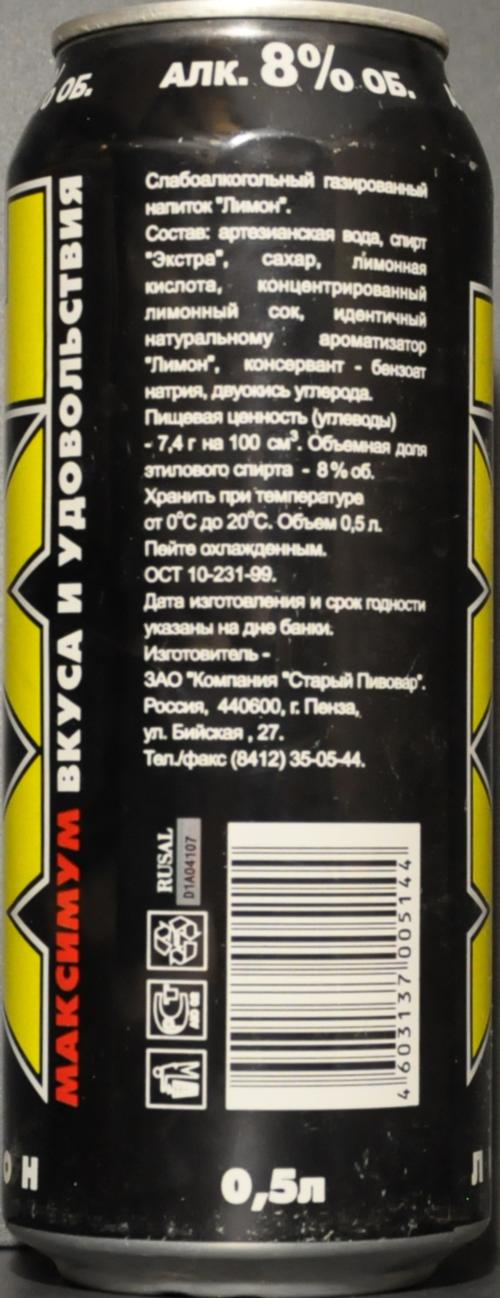 % ОБ.
АЛК. 8% ОБ.
МАКСИМУМ ВКУСА И УДОВОЛЬСТВИЯ
Слабоалкогольный газированный
напиток "Лимон".
Состав: артезианская вода, спирт
"Экстра", сахар, лимонная
кислота, концентрированный
лимонный сок, идентичный
натуральному ароматизатор
"Лимон", консервант - бензоат
натрия, двуокись углерода.
Пищевая ценность (углеводы)
- 7,4 г на 100 см³. Объемная доля
этилового спирта - 8% об.
Хранить при температуре
от 0°С до 20°С. Объем 0,5 л.
Пейте охлажденным.
ОСТ 10-231-99.
Дата изготовления и срок годности
указаны на дне банки.
Изготовитель -
ЗАО "Компания "Старый Пивовар".
Россия, 440600, г. Пенза,
ул. Бийская , 27.
Тел./факс (8412) 35-05-44.
RUSAL
D1A04107
4 603137 005144
О Н
0,5л
Л